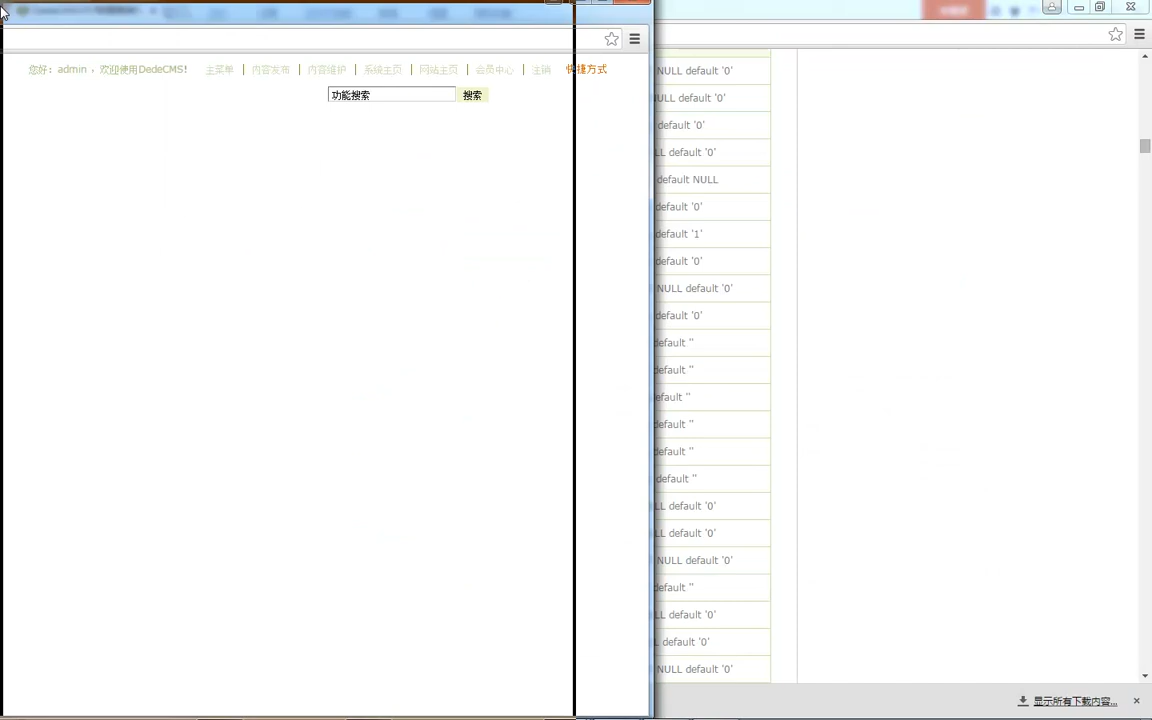 您好：admin ，欢迎使用DedeCMS！ 主菜单 内容发布 内容维护 系统主页 网站主页 会员中心 注销 快捷方式
功能搜索 搜索
NULL default '0'
NULL default '0'
default '0'
default '0'
default NULL
default '0'
default '1'
default '0'
NULL default '0'
default '0'
default ''
default ''
default ''
default ''
default ''
default ''
default '0'
default '0'
NULL default '0'
default ''
default '0'
default '0'
NULL default '0'
显示所有下载内容...